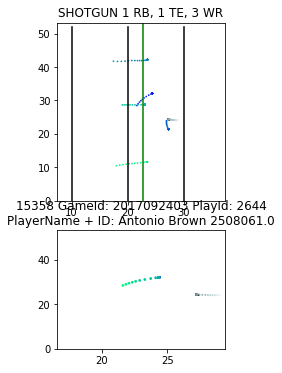 SHOTGUN 1 RB, 1 TE, 3 WR
50
40
30
20
10
0
10 20 30
15358 GameId: 2017092403 PlayId: 2644
PlayerName + ID: Antonio Brown 2508061.0
40
20
0
20 25